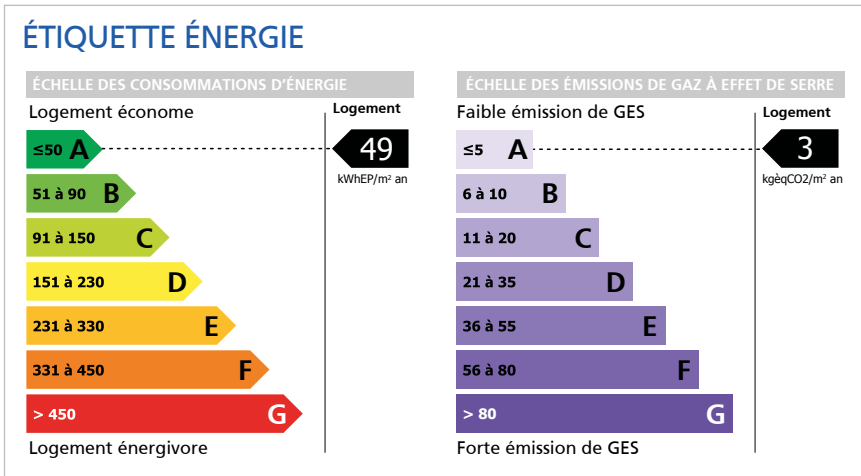 ÉTIQUETTE ÉNERGIE
ÉCHELLE DES CONSOMMATIONS D'ÉNERGIE
Logement économe
Logement
≤50 A
49
kWhEP/m² an
51 à 90 B
91 à 150 C
151 à 230 D
231 à 330 E
331 à 450 F
> 450 G
Logement énergivore
ÉCHELLE DES ÉMISSIONS DE GAZ À EFFET DE SERRE
Faible émission de GES
Logement
≤5 A
3
kgèqCO2/m² an
6 à 10 B
11 à 20 C
21 à 35 D
36 à 55 E
56 à 80 F
> 80 G
Forte émission de GES